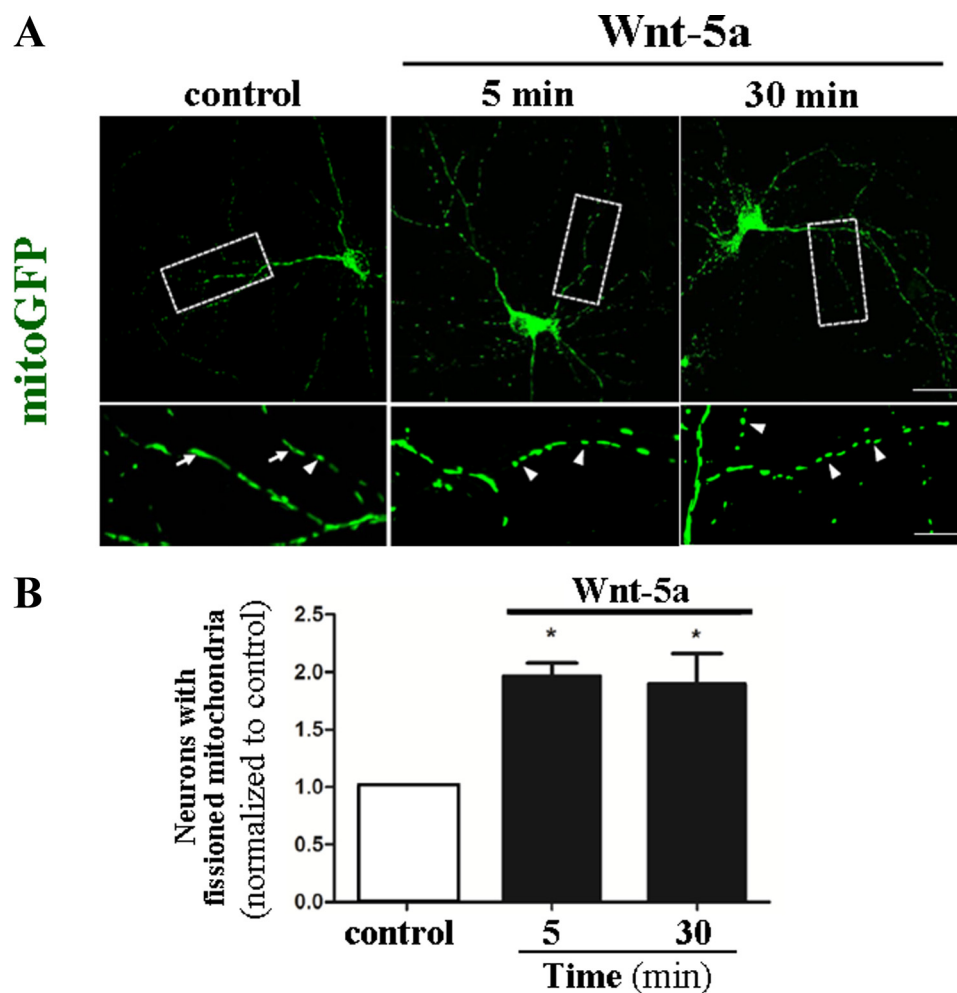 A
Wnt-5a
control 5 min 30 min
mitoGFP
B
Wnt-5a
Neurons with
fissioned mitochondria
(normalized to control)
2.5
2.0
1.5
1.0
0.5
0.0
* *
control 5 30
Time (min)